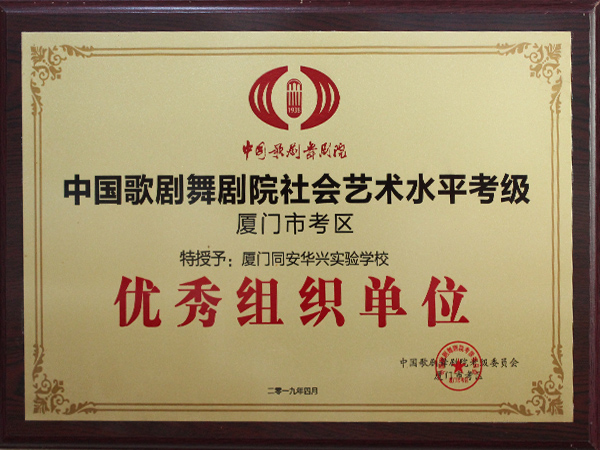 1933
中国歌剧舞剧院
中国歌剧舞剧院社会艺术水平考级
厦门市考区
特授予：厦门同安华兴实验学校
优秀组织单位
中国歌剧舞剧院考级委员会
厦门市考区
二零一九年四月